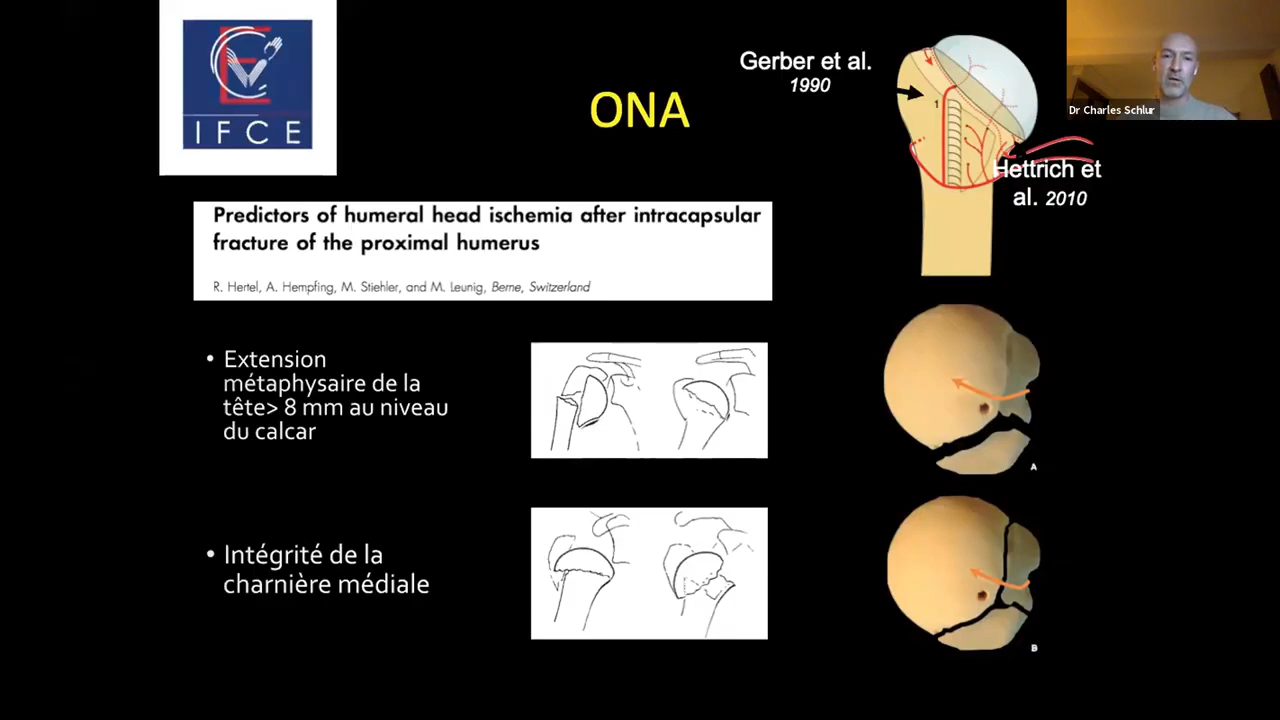 IFCE
ONA
Gerber et al.
1990
1
Dr Charles Schlur
Hettrich et
al. 2010
Predictors of humeral head ischemia after intracapsular
fracture of the proximal humerus
R. Hertel, A. Hempfing, M. Stiehler, and M. Leunig, Berne, Switzerland
• Extension
métaphysaire de la
tête> 8 mm au niveau
du calcar
A
• Intégrité de la
charnière médiale
B